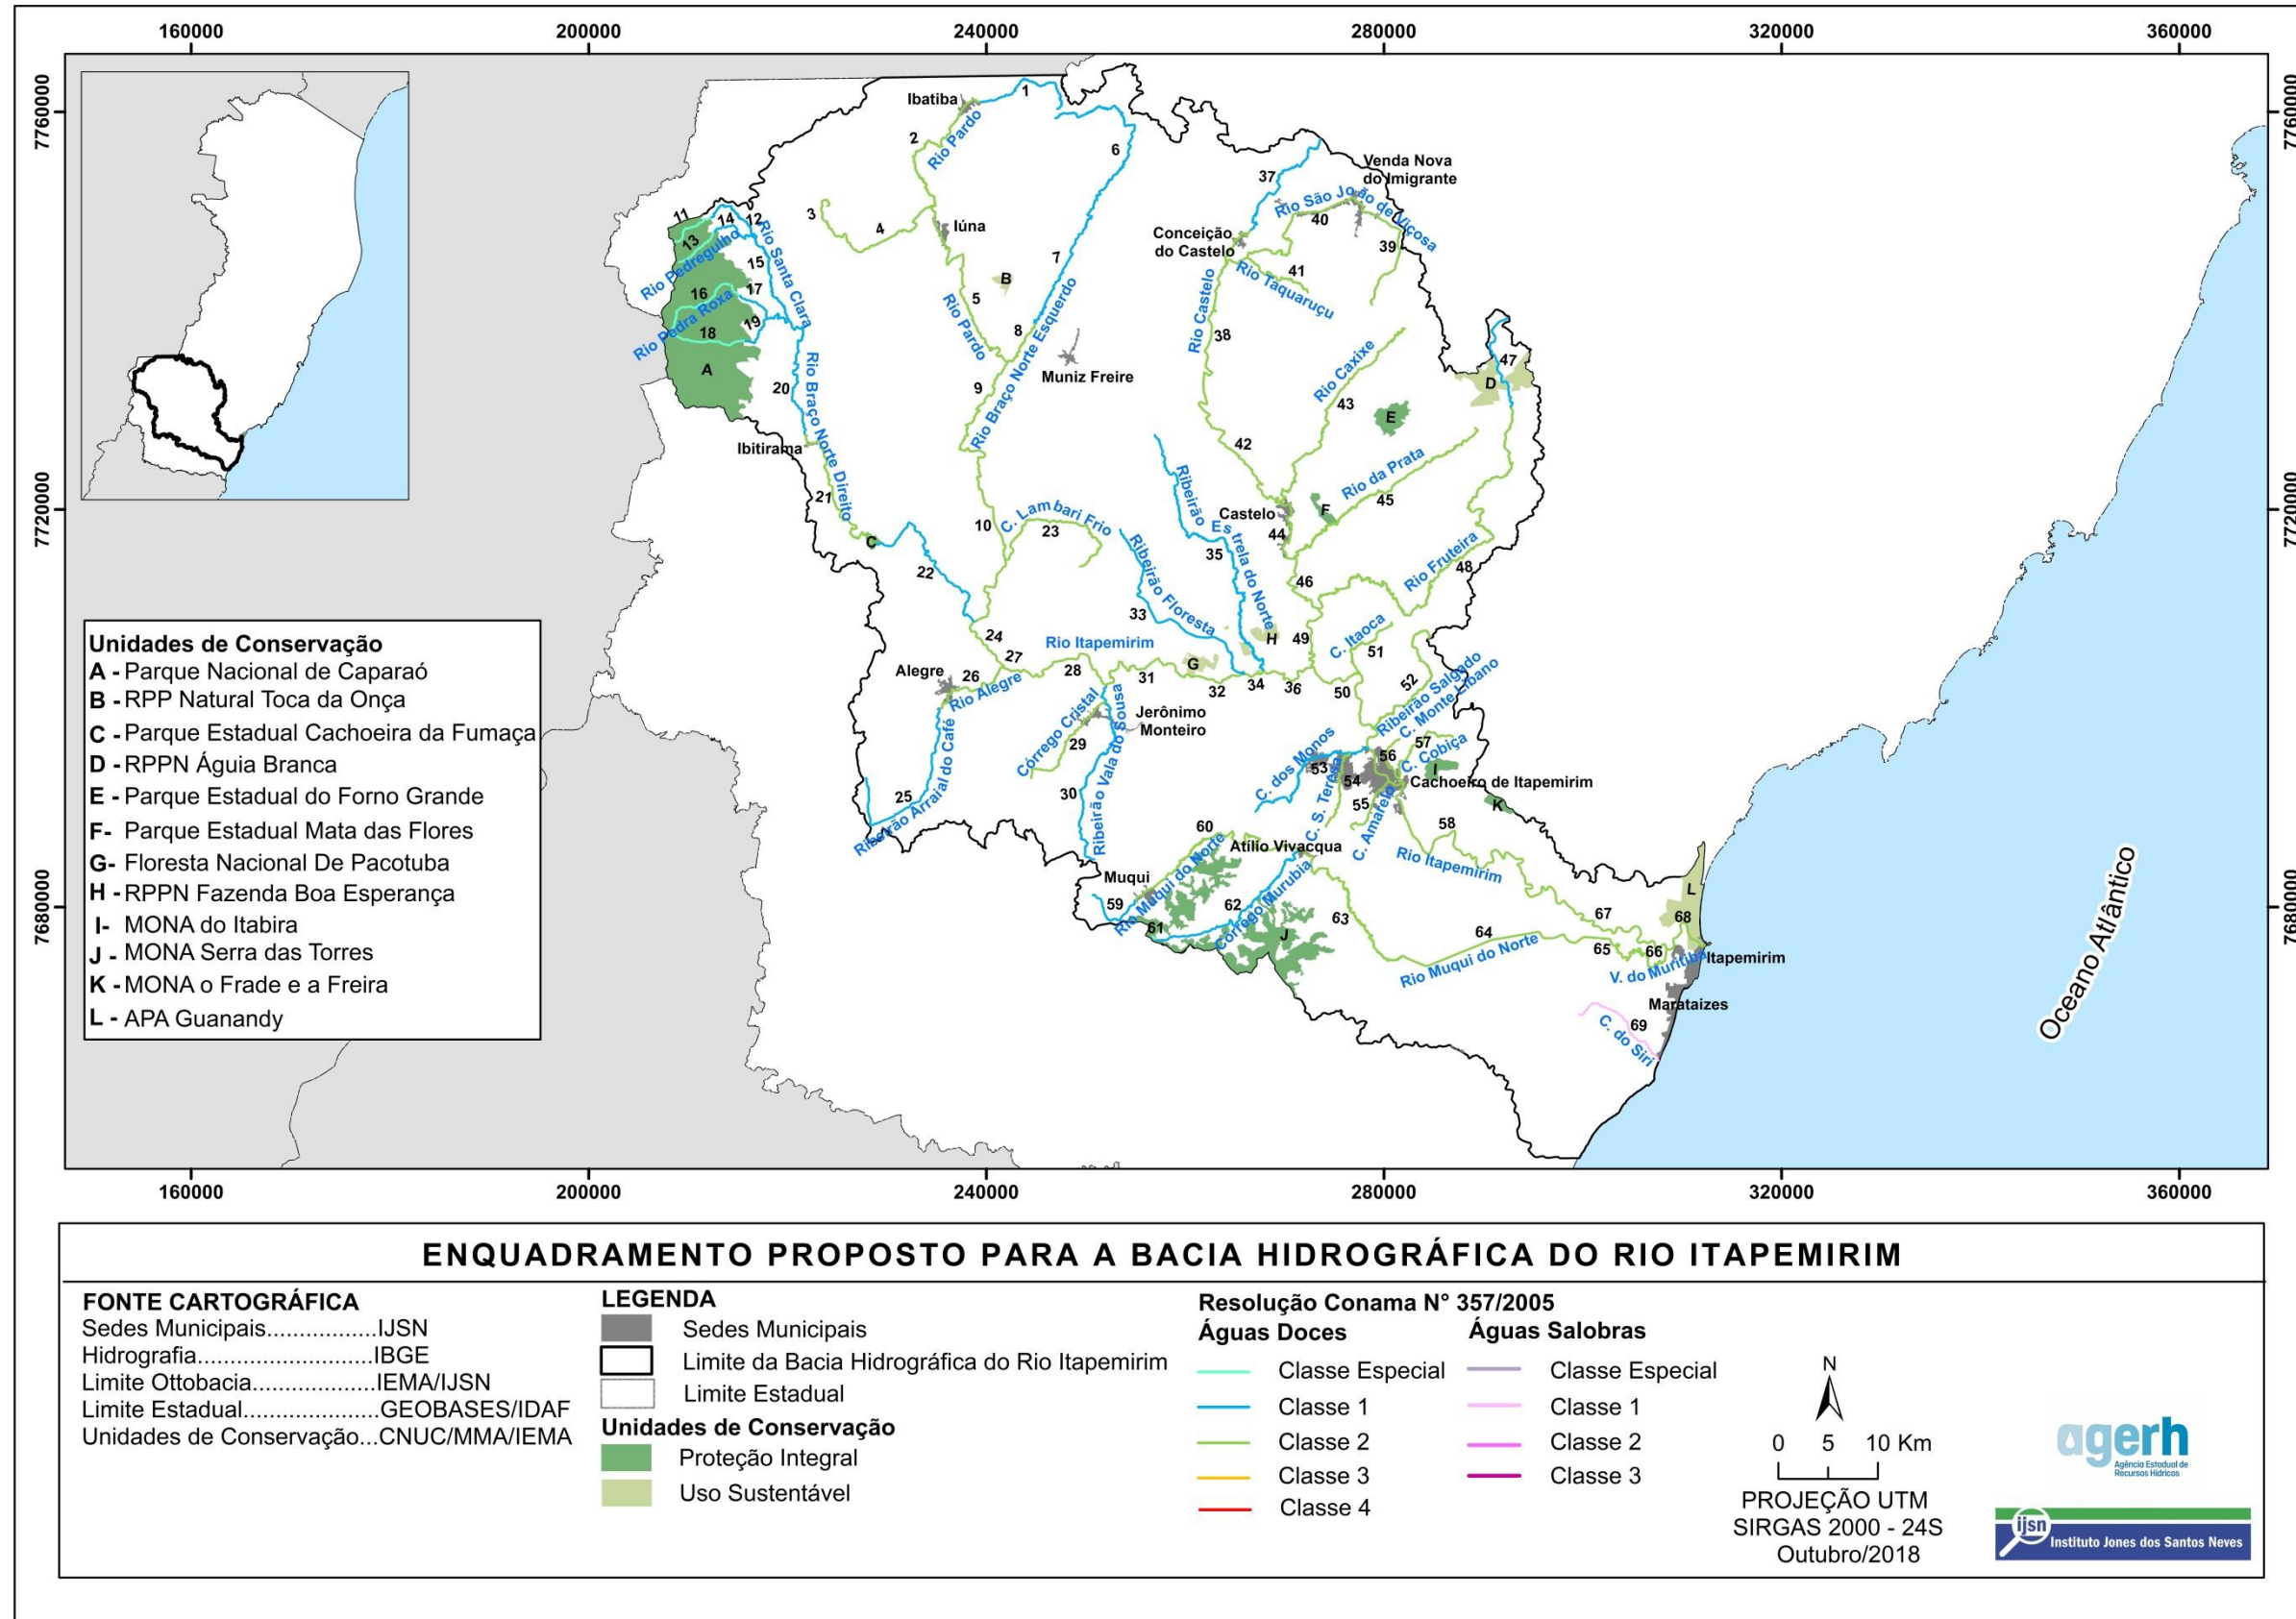 160000
200000
240000
280000
320000
360000
7760000
7760000
7720000
7720000
7680000
7680000
Ibatiba
1
2
Rio Pardo
6
Venda Nova
do Imigrante
37
Rio São João de Viçosa
40
39
3
4
Iúna
11
14
12
13
Rio Pedregulho
Rio Santa Clara
15
16
17
Rio Pedra Roxa
18
19
A
20
Conceição
do Castelo
41
Rio Taquaruçu
7
B
5
Rio Pardo
8
Rio Braço Norte Esquerdo
Muniz Freire
9
Rio Castelo
38
Rio Caxixe
43
47
D
E
42
Ibitirama
Rio Braço Norte Direito
21
C
22
10
C. Lambari Frio
23
Ribeirão Floresta
33
Ribeirão Estrela do Norte
35
Castelo
44
F
Rio da Prata
45
46
Rio Fruteira
48
24
27
Rio Itapemirim
H
49
C. Itaoca
51
Alegre
26
Rio Alegre
28
31
G
32
34
36
50
52
Ribeirão Salgado
C. Monte Líbano
Jerônimo
Monteiro
Córrego Cristal
29
Ribeirão Vala do Sousa
30
Ribeirão Arraial do Café
25
C. dos Monos
53
54
56
57
C. Cobiça
I
Cachoeiro de Itapemirim
K
C. S. Teresa
55
C. Amarelo
58
Rio Itapemirim
60
Atílio Vivacqua
Muqui
59
Rio Muqui do Norte
61
62
Córrego Murubia
J
63
64
Rio Muqui do Norte
67
65
66
68
L
V. do Muritiba
Itapemirim
Marataizes
69
C. do Siri
Oceano Atlântico
Unidades de Conservação
A - Parque Nacional de Caparaó
B - RPP Natural Toca da Onça
C - Parque Estadual Cachoeira da Fumaça
D - RPPN Águia Branca
E - Parque Estadual do Forno Grande
F- Parque Estadual Mata das Flores
G- Floresta Nacional De Pacotuba
H - RPPN Fazenda Boa Esperança
I- MONA do Itabira
J - MONA Serra das Torres
K - MONA o Frade e a Freira
L - APA Guanandy
160000
200000
240000
280000
320000
360000
ENQUADRAMENTO PROPOSTO PARA A BACIA HIDROGRÁFICA DO RIO ITAPEMIRIM
FONTE CARTOGRÁFICA
Sedes Municipais.................IJSN
Hidrografia..........................IBGE
Limite Ottobacia..................IEMA/IJSN
Limite Estadual.....................GEOBASES/IDAF
Unidades de Conservação...CNUC/MMA/IEMA
LEGENDA
Sedes Municipais
Limite da Bacia Hidrográfica do Rio Itapemirim
Limite Estadual
Unidades de Conservação
Proteção Integral
Uso Sustentável
Resolução Conama N° 357/2005
Águas Doces
Classe Especial
Classe 1
Classe 2
Classe 3
Classe 4
Águas Salobras
Classe Especial
Classe 1
Classe 2
Classe 3
N
0 5 10 Km
PROJEÇÃO UTM
SIRGAS 2000 - 24S
Outubro/2018
agerh
Agência Estadual de
Recursos Hídricos
ijsn
Instituto Jones dos Santos Neves